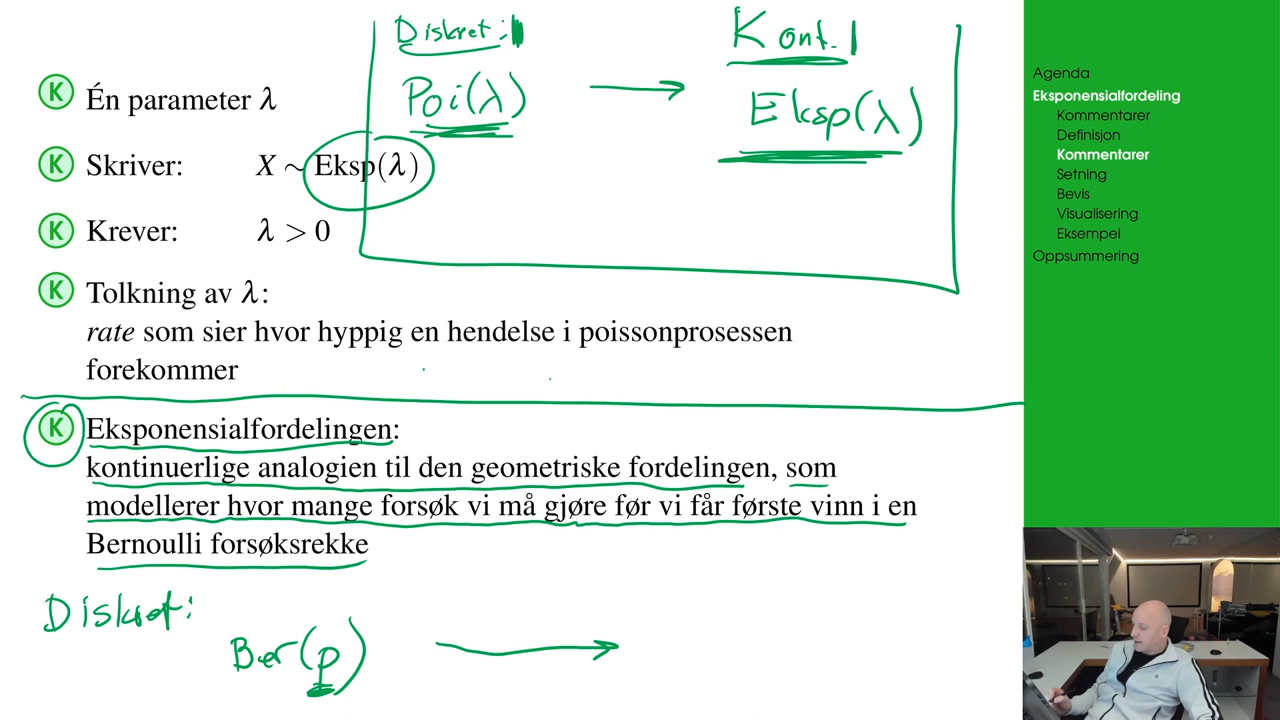 Diskret:
Kont.
Poi(λ) → Eksp(λ)
K Én parameter λ
K Skriver: X ∼ Eksp(λ)
K Krever: λ > 0
K Tolkning av λ:
rate som sier hvor hyppig en hendelse i poissonprosessen
forekommer
K Eksponensialfordelingen:
kontinuerlige analogien til den geometriske fordelingen, som
modellerer hvor mange forsøk vi må gjøre før vi får første vinn i en
Bernoulli forsøksrekke
Diskret:
Ber(p) →
Agenda
Eksponensialfordeling
Kommentarer
Definisjon
Kommentarer
Setning
Bevis
Visualisering
Eksempel
Oppsummering